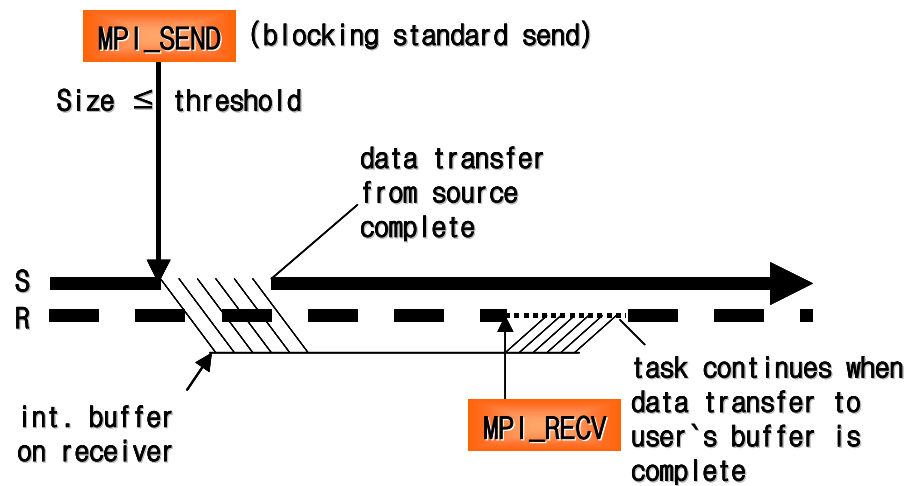 MPI_SEND (blocking standard send)
Size ≤ threshold
data transfer
from source
complete
S
R
int. buffer
on receiver
MPI_RECV
task continues when
data transfer to
user`s buffer is
complete